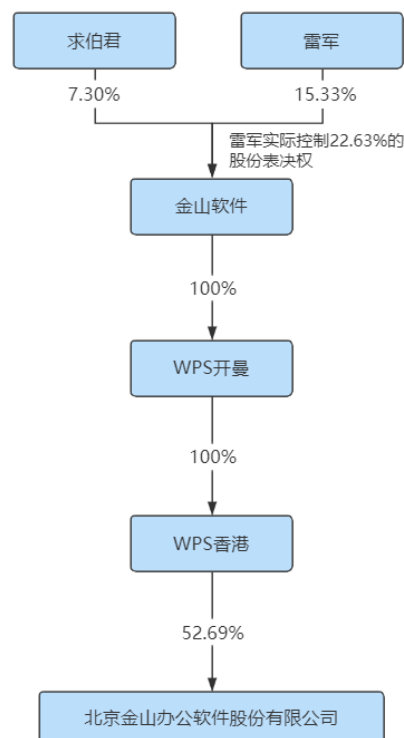 求伯君
雷军
7.30%
15.33%
雷军实际控制22.63%的
股份表决权
金山软件
100%
WPS开曼
100%
WPS香港
52.69%
北京金山办公软件股份有限公司